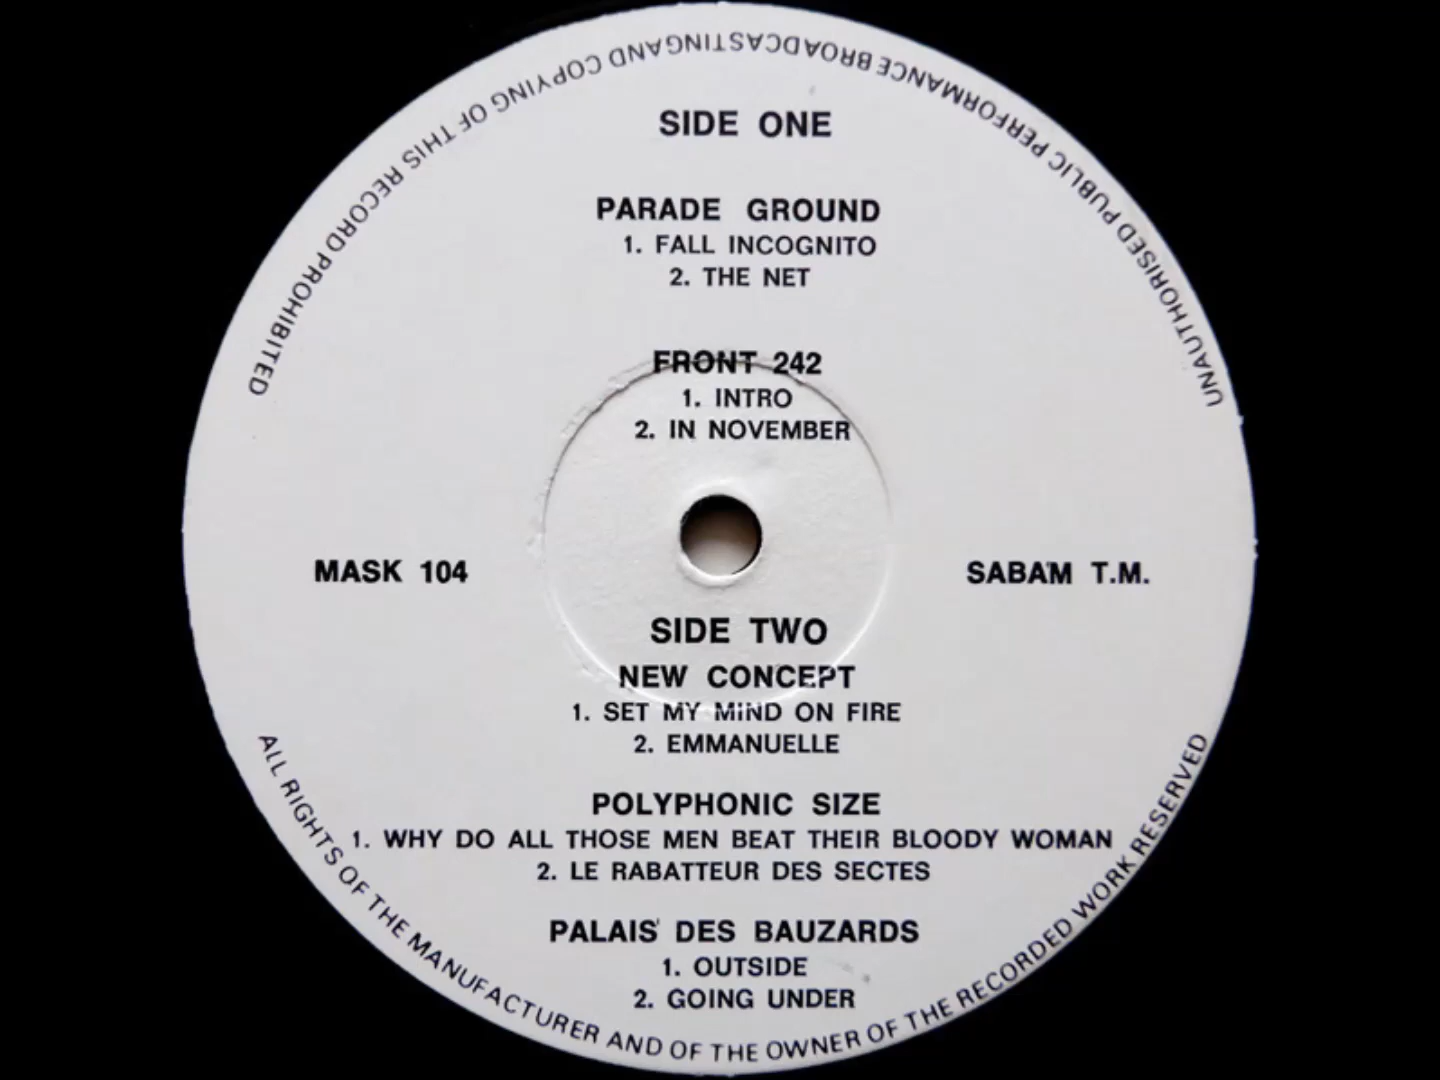 UNAUTHORISED PUBLIC PERFORMANCE BROADCASTING AND COPYING OF THIS RECORD PROHIBITED
SIDE ONE
PARADE GROUND
1. FALL INCOGNITO
2. THE NET
FRONT 242
1. INTRO
2. IN NOVEMBER
MASK 104
SABAM T.M.
SIDE TWO
NEW CONCEPT
1. SET MY MIND ON FIRE
2. EMMANUELLE
POLYPHONIC SIZE
1. WHY DO ALL THOSE MEN BEAT THEIR BLOODY WOMAN
2. LE RABATTEUR DES SECTES
PALAIS DES BAUZARDS
1. OUTSIDE
2. GOING UNDER
ALL RIGHTS OF THE MANUFACTURER AND OF THE OWNER OF THE RECORDED WORK RESERVED